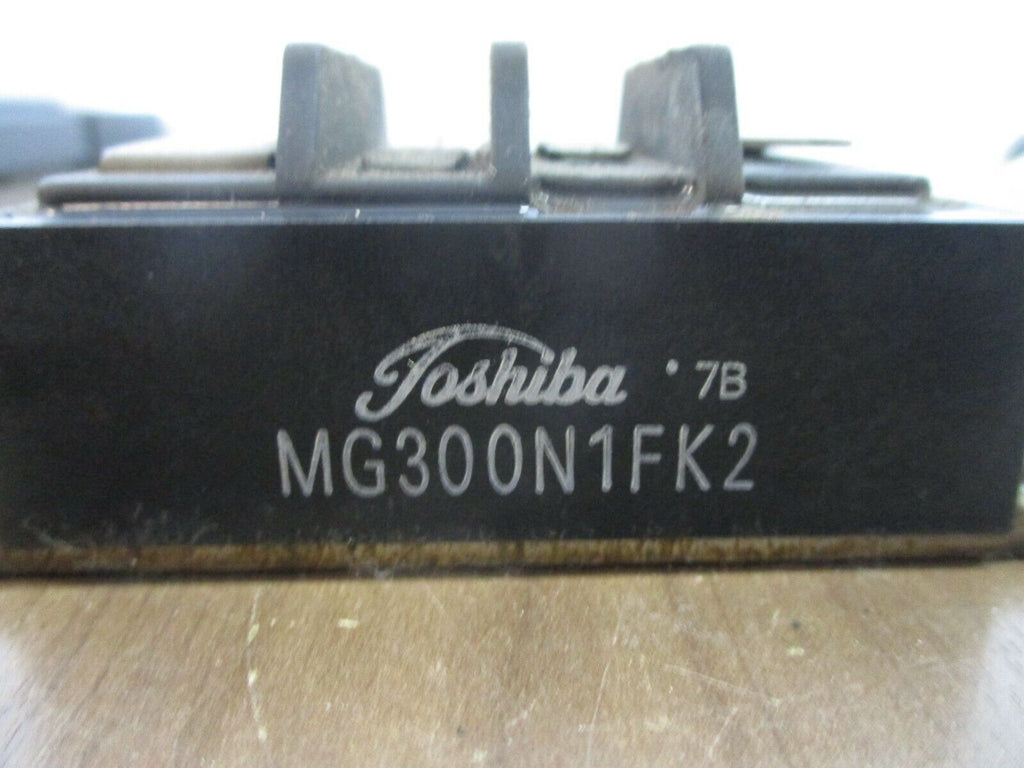 Toshiba · 7B
MG300N1FK2